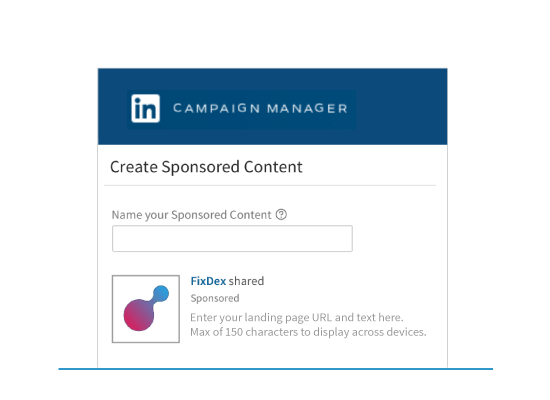 in CAMPAIGN MANAGER
Create Sponsored Content
Name your Sponsored Content ?
FixDex shared
Sponsored
Enter your landing page URL and text here.
Max of 150 characters to display across devices.